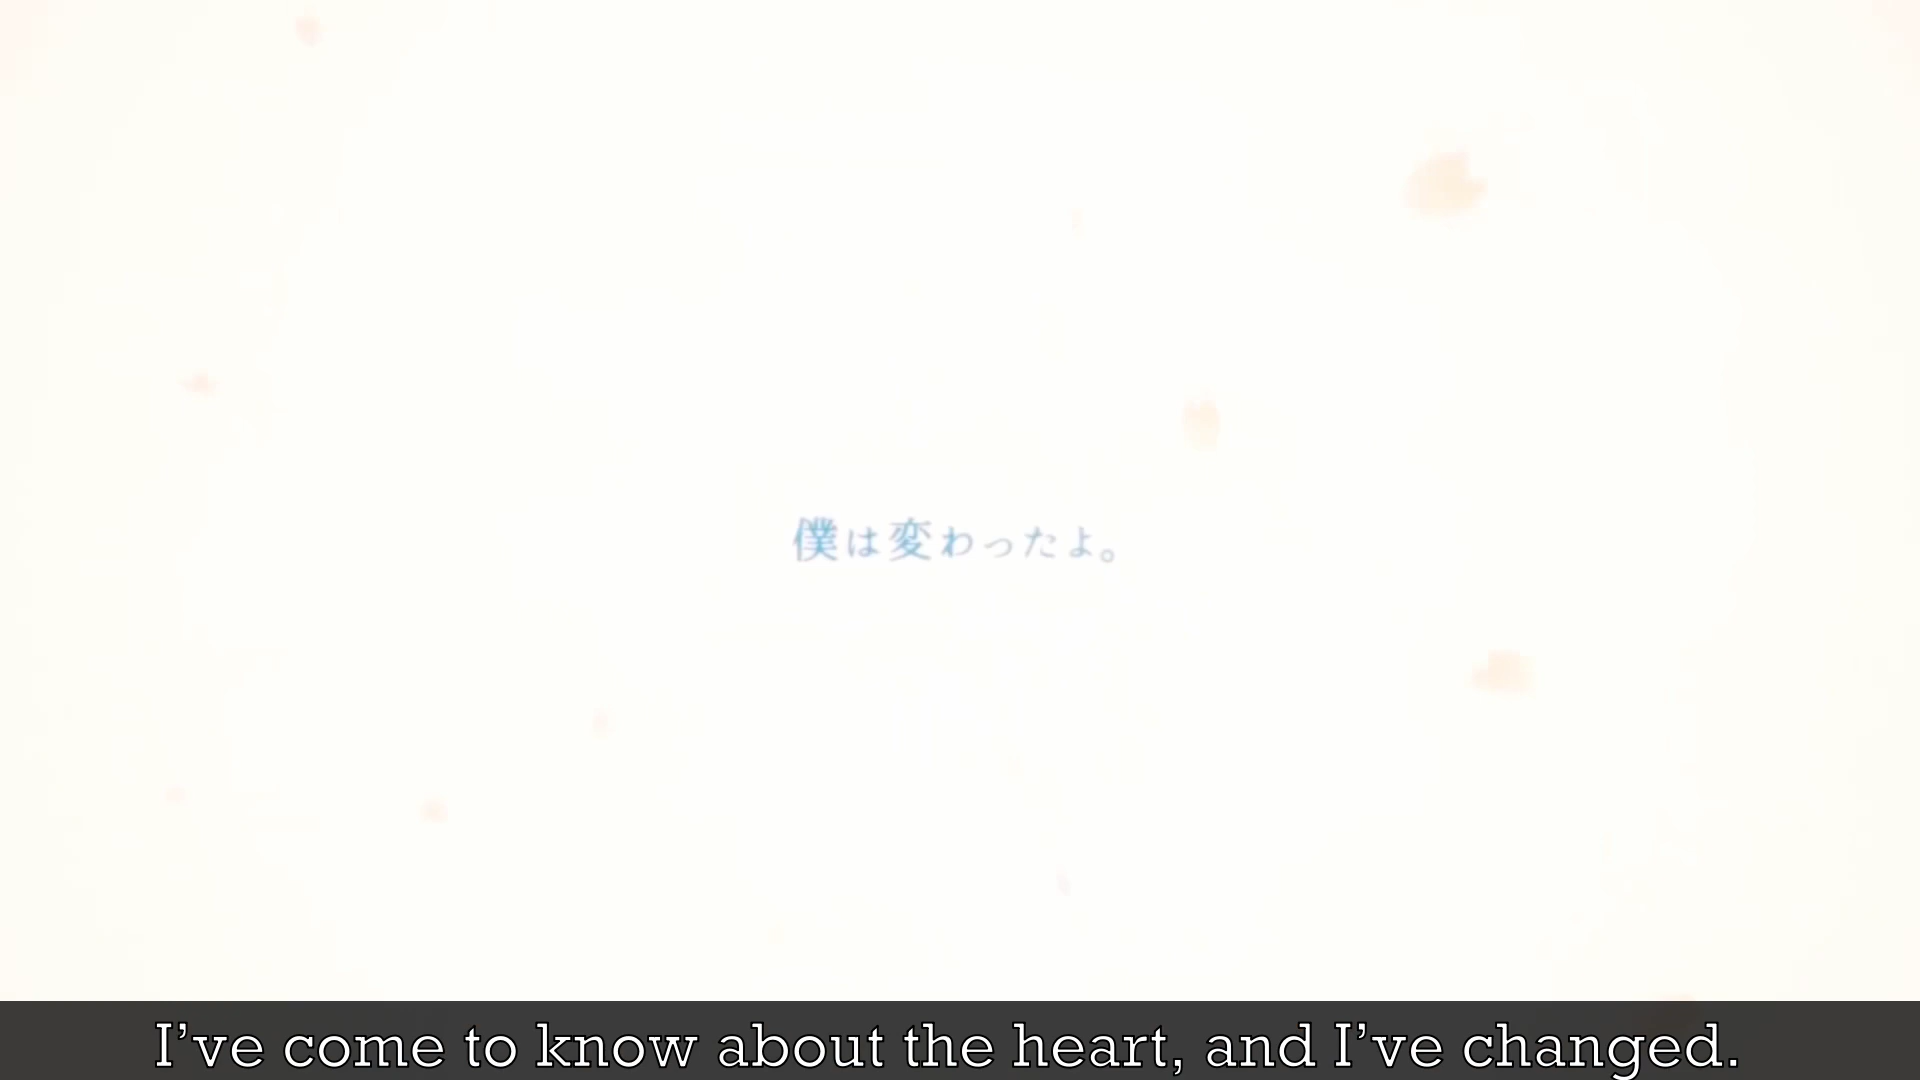 僕は変わったよ。
I've come to know about the heart, and I've changed.